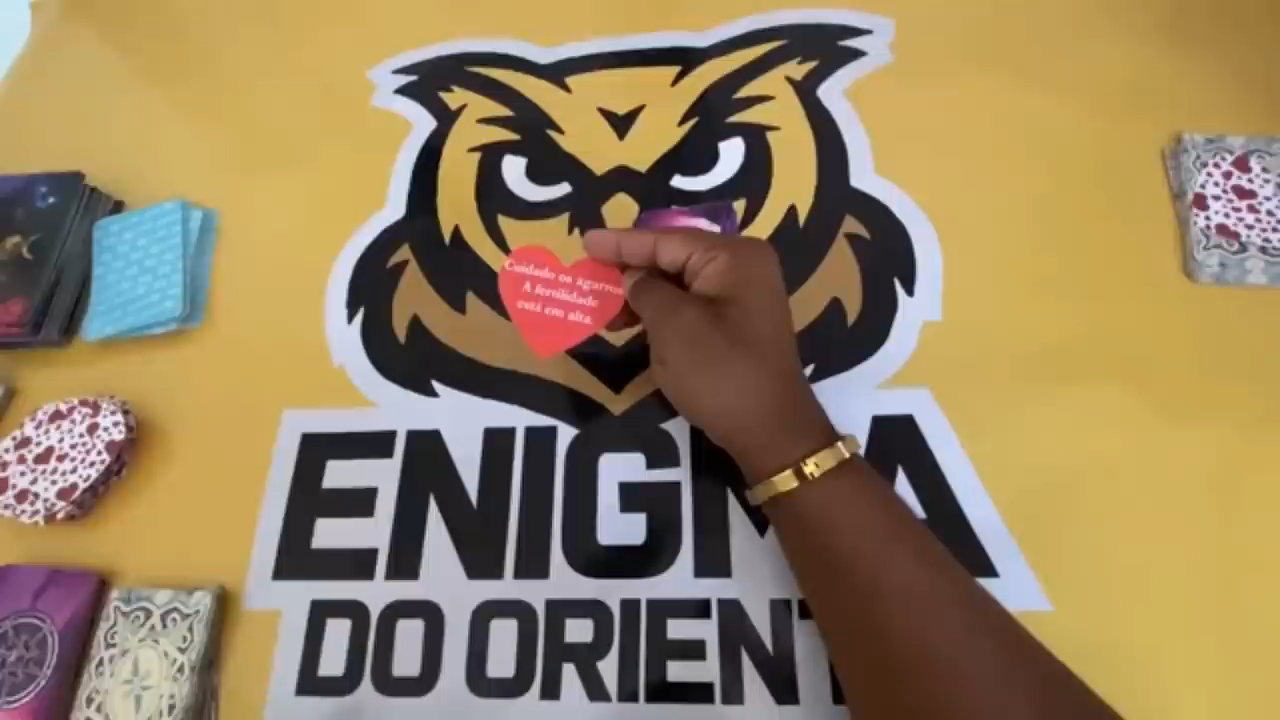 Cuidado os agarros
A fertilidade
está em alta.
ENIGMA
DO ORIENT